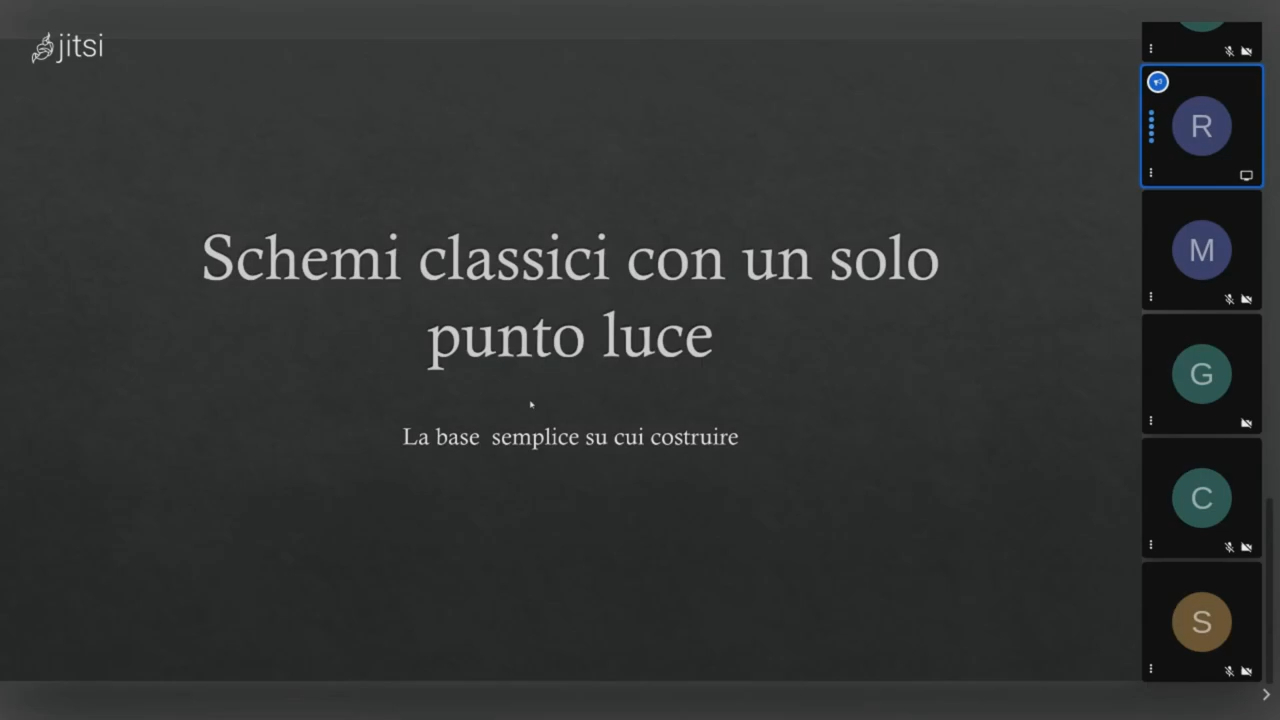 jitsi
Schemi classici con un solo
punto luce
La base semplice su cui costruire
R
M
G
C
S